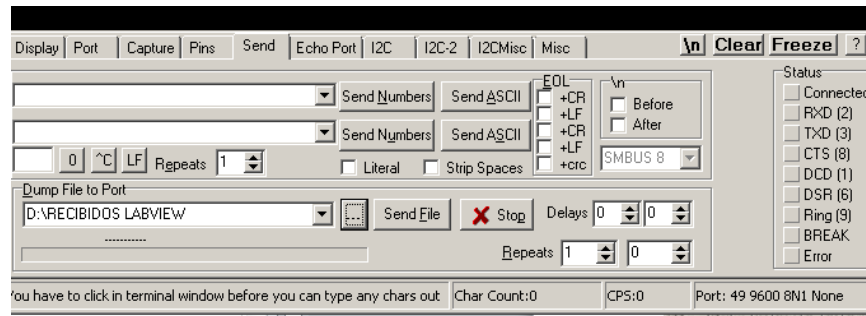 Display Port Capture Pins Send Echo Port I2C I2C-2 I2CMisc Misc \n Clear Freeze ?
Status
EOL \n
Send Numbers Send ASCII +CR Before Connected
+LF After RXD (2)
Send Numbers Send ASCII +CR TXD (3)
+LF CTS (8)
0 ^C LF Repeats 1 Literal Strip Spaces +crc SMBUS 8 DCD (1)
Dump File to Port DSR (6)
D:\RECIBIDOS LABVIEW ... Send File Stop Delays 0 0 Ring (9)
----------- BREAK
Repeats 1 0 Error
You have to click in terminal window before you can type any chars out Char Count:0 CPS:0 Port: 49 9600 8N1 None